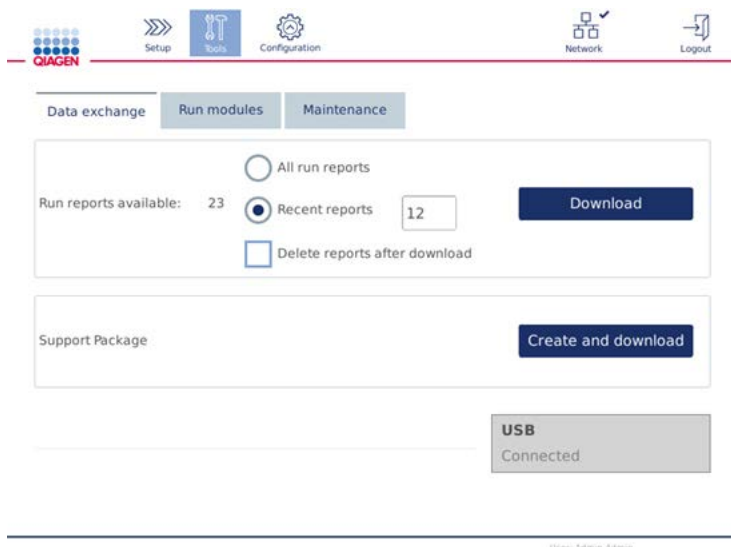 QIAGEN
Setup
Tools
Configuration
Network
Logout
Data exchange
Run modules
Maintenance
All run reports
Run reports available: 23
Recent reports 12
Download
Delete reports after download
Support Package
Create and download
USB
Connected